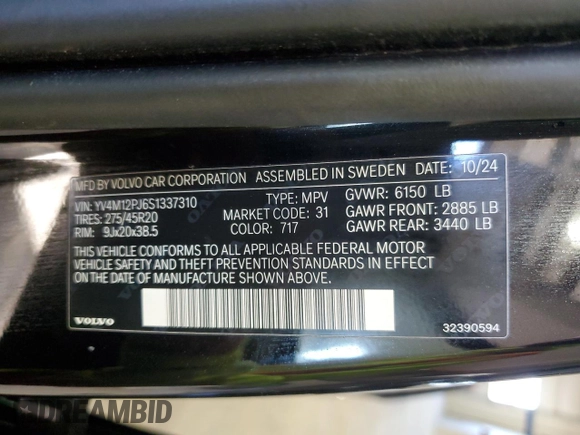 MFD BY VOLVO CAR CORPORATION ASSEMBLED IN SWEDEN DATE: 10/24
VIN: YV4M12PJ6S1337310 TYPE: MPV GVWR: 6150 LB
TIRES: 275/45R20 MARKET CODE: 31 GAWR FRONT: 2885 LB
RIM: 9Jx20x38.5 COLOR: 717 GAWR REAR: 3440 LB
THIS VEHICLE CONFORMS TO ALL APPLICABLE FEDERAL MOTOR
VEHICLE SAFETY AND THEFT PREVENTION STANDARDS IN EFFECT
ON THE DATE OF MANUFACTURE SHOWN ABOVE.
VOLVO 32390594
DREAMBID